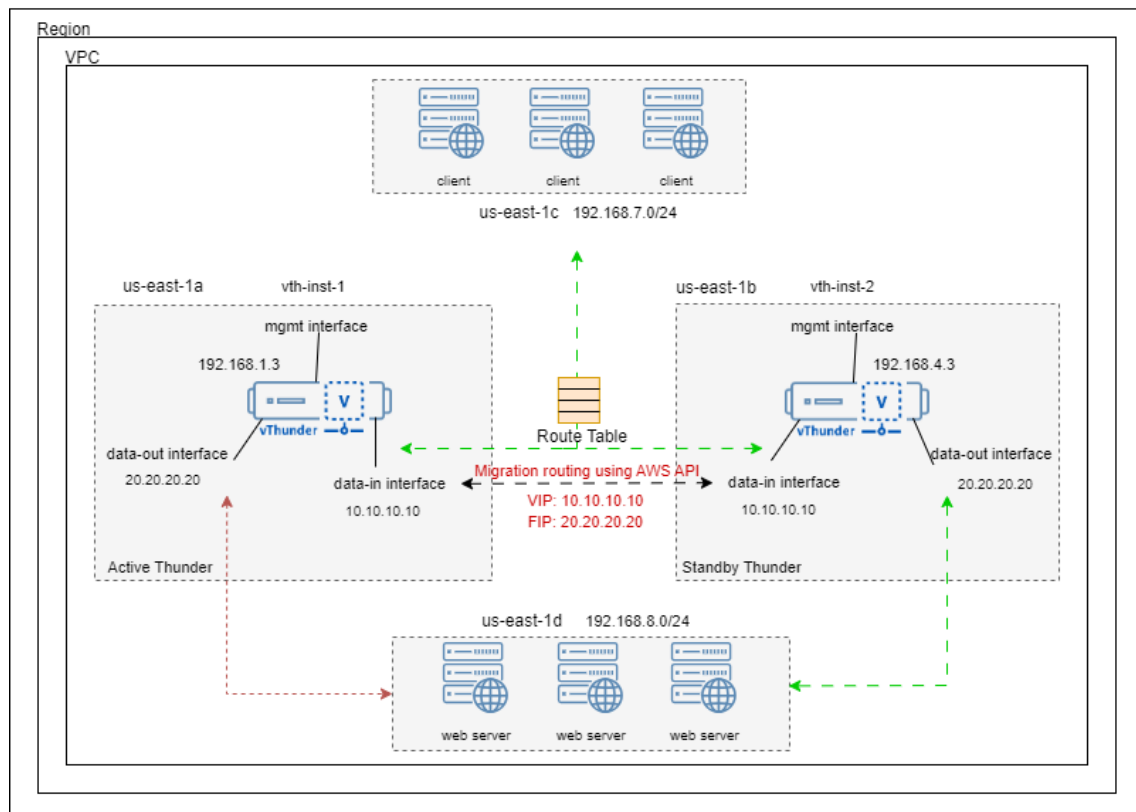 Region
VPC
client client client
us-east-1c 192.168.7.0/24
us-east-1a vth-inst-1
mgmt interface
192.168.1.3
V
vThunder
data-out interface
20.20.20.20
data-in interface
10.10.10.10
Active Thunder
Route Table
Migration routing using AWS API
VIP: 10.10.10.10
FIP: 20.20.20.20
us-east-1b vth-inst-2
mgmt interface
192.168.4.3
V
vThunder
data-out interface
20.20.20.20
data-in interface
10.10.10.10
Standby Thunder
us-east-1d 192.168.8.0/24
web server web server web server